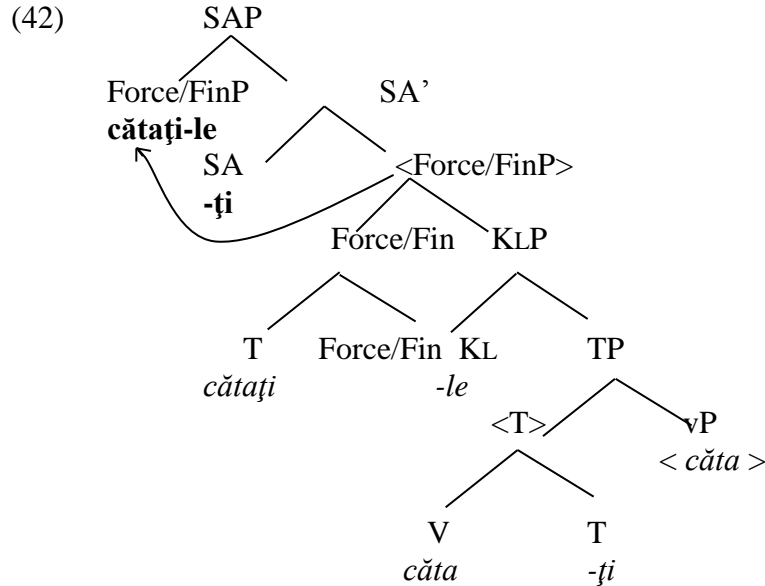 (42) SAP
Force/FinP SA’
cătaţi-le
SA <Force/FinP>
-ţi
Force/Fin KLP
T Force/Fin KL TP
cătaţi -le
<T> vP
< căta >
V T
căta -ţi